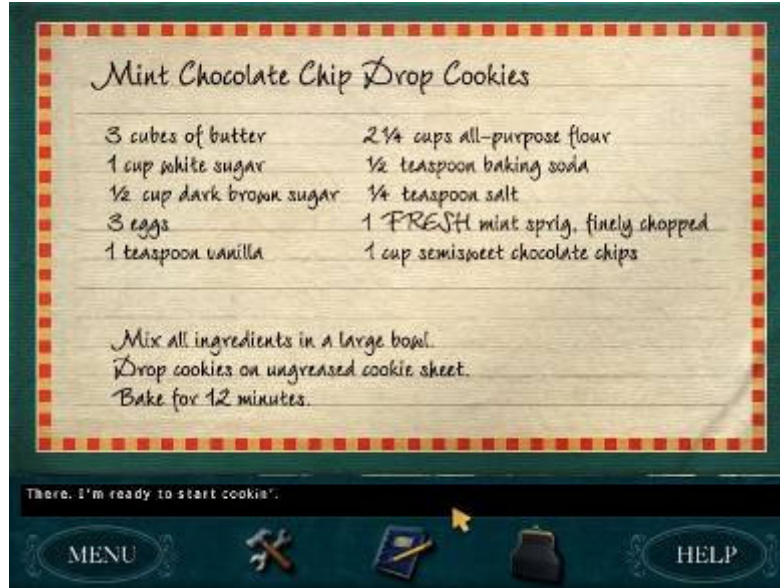 Mint Chocolate Chip Drop Cookies
3 cubes of butter
1 cup white sugar
½ cup dark brown sugar
3 eggs
1 teaspoon vanilla
2¼ cups all-purpose flour
½ teaspoon baking soda
¼ teaspoon salt
1 FRESH mint sprig, finely chopped
1 cup semisweet chocolate chips
Mix all ingredients in a large bowl.
Drop cookies on ungreased cookie sheet.
Bake for 12 minutes.
There. I'm ready to start cookin'.
MENU
HELP